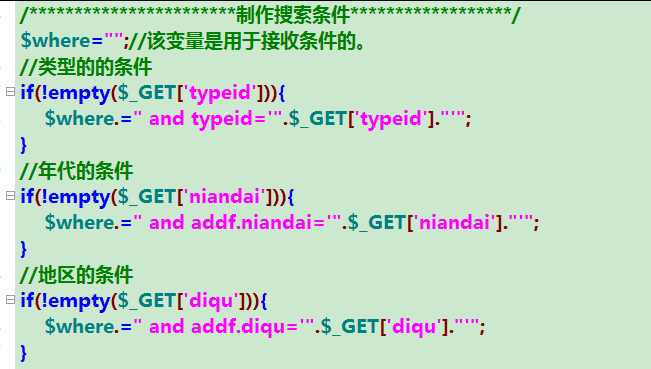 /***********************制作搜索条件******************/
$where="";//该变量是用于接收条件的。
//类型的的条件
if(!empty($_GET['typeid'])){
$where.=" and typeid='".$_GET['typeid']."'";
}
//年代的条件
if(!empty($_GET['niandai'])){
$where.=" and addf.niandai='".$_GET['niandai']."'";
}
//地区的条件
if(!empty($_GET['diqu'])){
$where.=" and addf.diqu='".$_GET['diqu']."'";
}